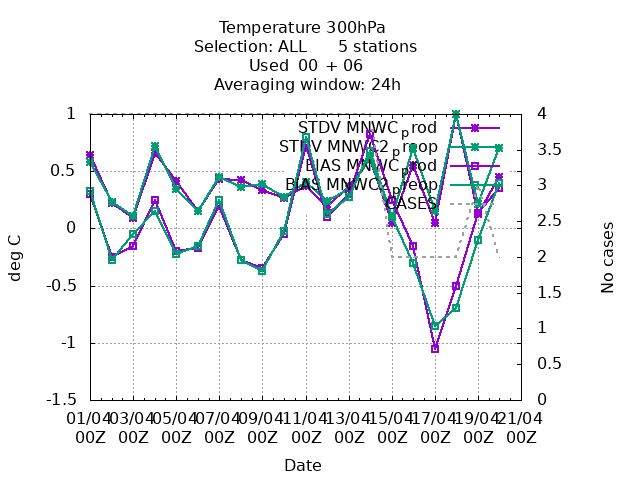 Temperature 300hPa
Selection: ALL 5 stations
Used 00 + 06
Averaging window: 24h
STDV MNWC_prod
STDV MNWC2_preop
BIAS MNWC_prod
BIAS MNWC2_preop
CASES
1
0.5
0
-0.5
-1
-1.5
deg C
4
3.5
3
2.5
2
1.5
1
0.5
0
No cases
01/04 03/04 05/04 07/04 09/04 11/04 13/04 15/04 17/04 19/04 21/04
00Z 00Z 00Z 00Z 00Z 00Z 00Z 00Z 00Z 00Z 00Z
Date